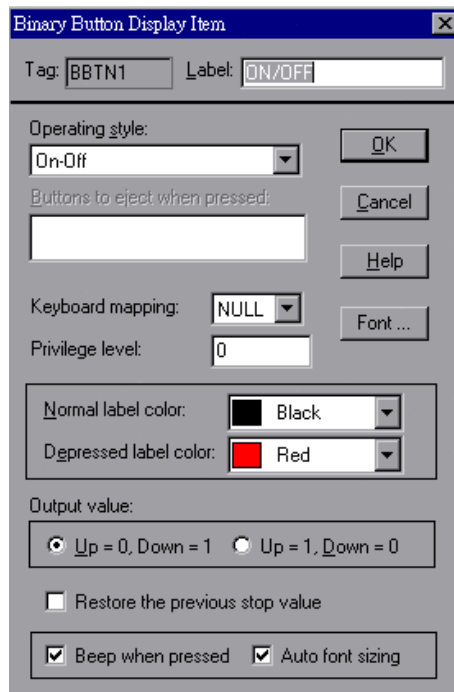 Binary Button Display Item
Tag: BBTN1 Label: ON/OFF
Operating style:
On-Off
OK
Buttons to eject when pressed:
Cancel
Help
Keyboard mapping: NULL
Font ...
Privilege level: 0
Normal label color: Black
Depressed label color: Red
Output value:
Up = 0, Down = 1 Up = 1, Down = 0
Restore the previous stop value
Beep when pressed Auto font sizing